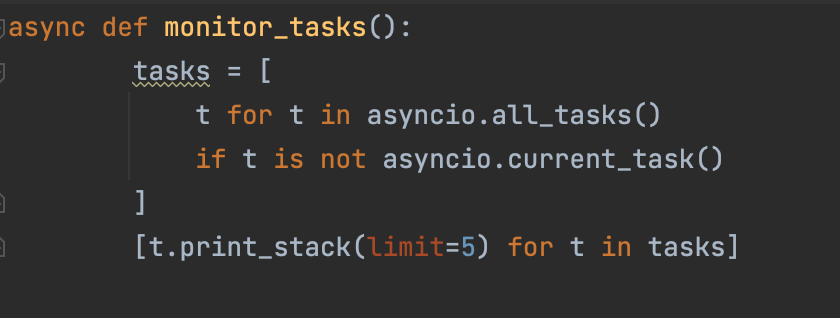 async def monitor_tasks():
        tasks = [
            t for t in asyncio.all_tasks()
            if t is not asyncio.current_task()
        ]
        [t.print_stack(limit=5) for t in tasks]